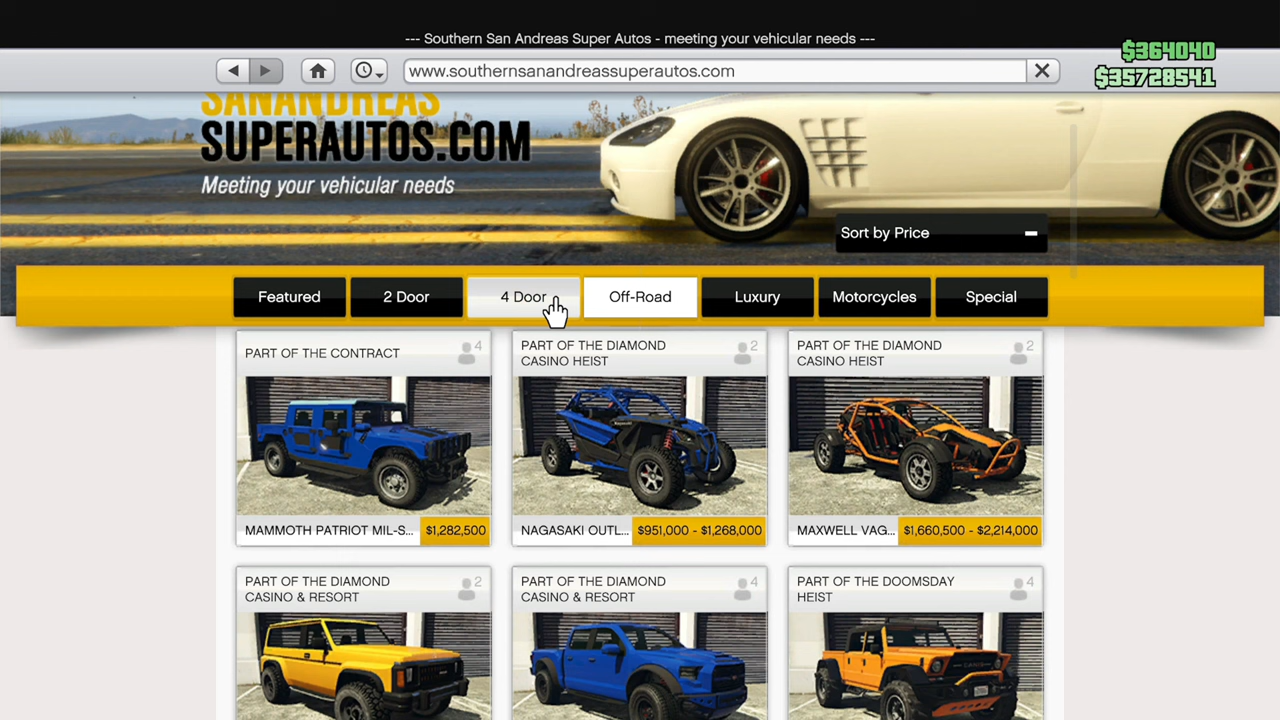 --- Southern San Andreas Super Autos - meeting your vehicular needs ---
$364040
$35728541
www.southernsanandreassuperautos.com
SANANDREAS
SUPERAUTOS.COM
Meeting your vehicular needs
Sort by Price
Featured
2 Door
4 Door
Off-Road
Luxury
Motorcycles
Special
PART OF THE CONTRACT
4
PART OF THE DIAMOND
CASINO HEIST
2
PART OF THE DIAMOND
CASINO HEIST
2
MAMMOTH PATRIOT MIL-S... $1,282,500
NAGASAKI OUTL... $951,000 - $1,268,000
MAXWELL VAG... $1,660,500 - $2,214,000
PART OF THE DIAMOND
CASINO & RESORT
2
PART OF THE DIAMOND
CASINO & RESORT
4
PART OF THE DOOMSDAY
HEIST
4